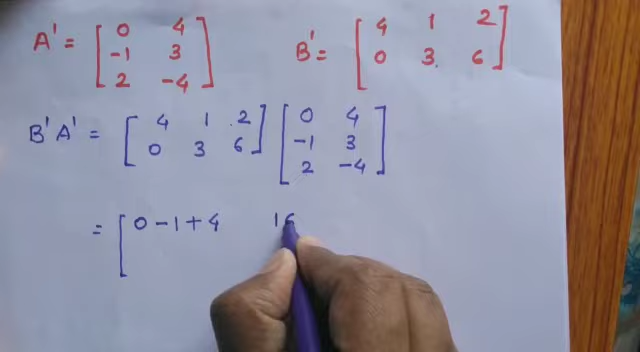 A' = [ 0 4 B' = [ 4 1 2
-1 3 0 3. 6 ]
2 -4 ]
B'A' = [ 4 1 .2 [ 0 4
0 3 6 ] -1 3
2 -4 ]
= [ 0 - 1 + 4 16